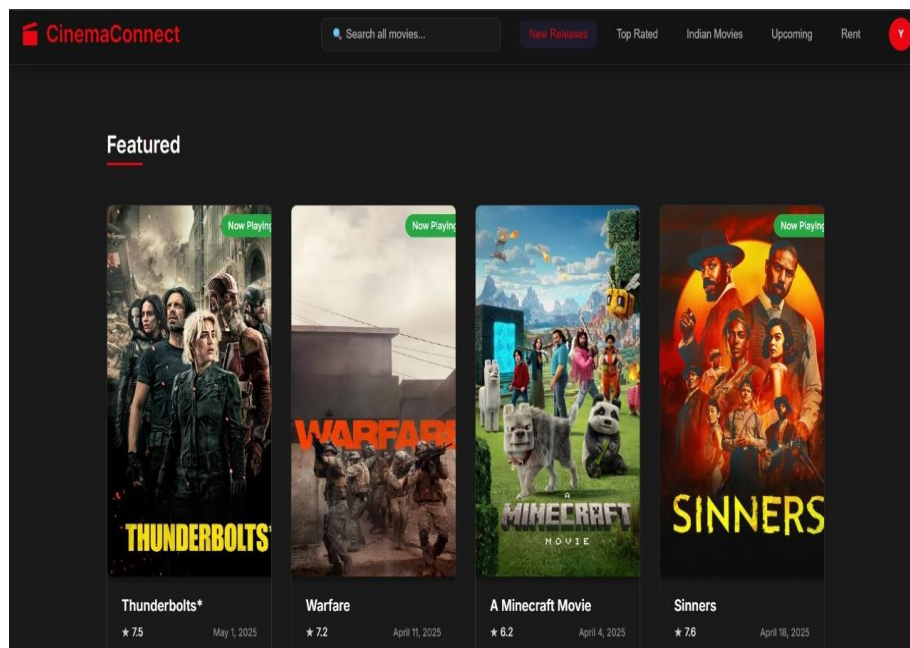 CinemaConnect
Search all movies...
New Releases
Top Rated
Indian Movies
Upcoming
Rent
Y
Featured
Now Playing
Now Playing
Now Playing
THUNDERBOLTS*
WARFARE
A
MINECRAFT
MOVIE
SINNERS
Thunderbolts*
★ 7.5 May 1, 2025
Warfare
★ 7.2 April 11, 2025
A Minecraft Movie
★ 6.2 April 4, 2025
Sinners
★ 7.6 April 18, 2025